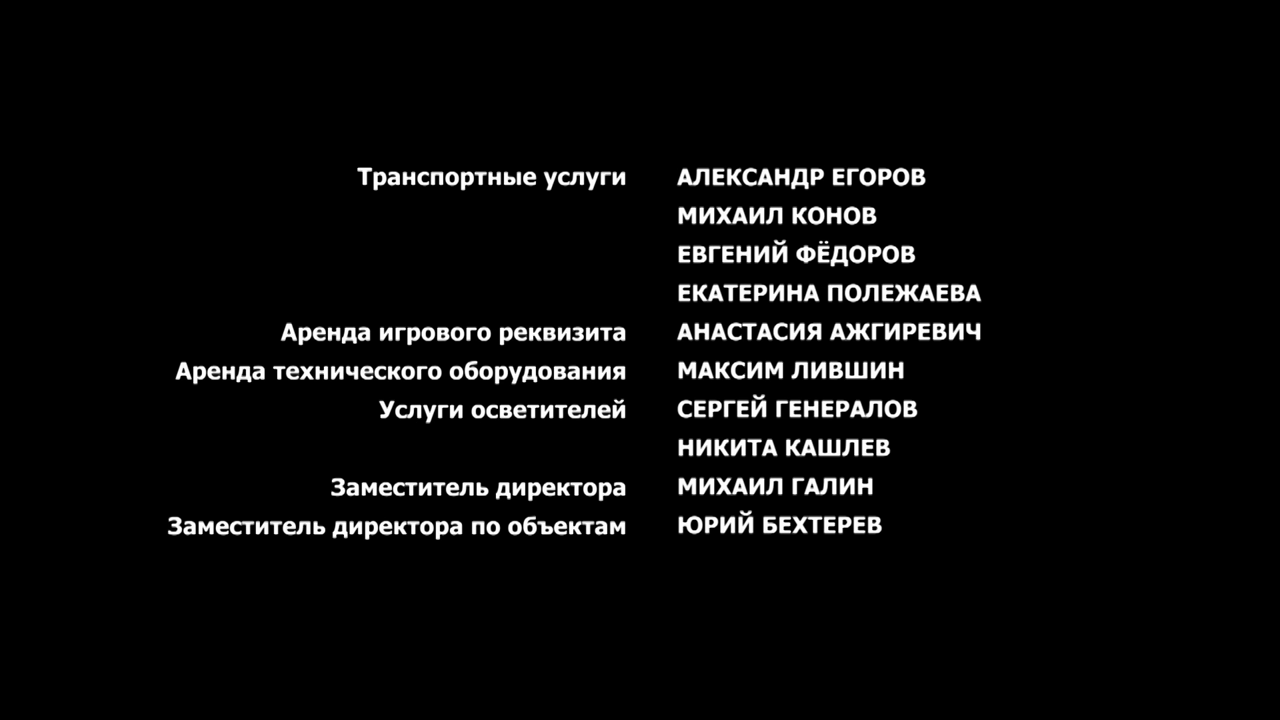 Транспортные услуги АЛЕКСАНДР ЕГОРОВ
МИХАИЛ КОНОВ
ЕВГЕНИЙ ФЁДОРОВ
ЕКАТЕРИНА ПОЛЕЖАЕВА
Аренда игрового реквизита АНАСТАСИЯ АЖГИРЕВИЧ
Аренда технического оборудования МАКСИМ ЛИВШИН
Услуги осветителей СЕРГЕЙ ГЕНЕРАЛОВ
НИКИТА КАШЛЕВ
Заместитель директора МИХАИЛ ГАЛИН
Заместитель директора по объектам ЮРИЙ БЕХТЕРЕВ